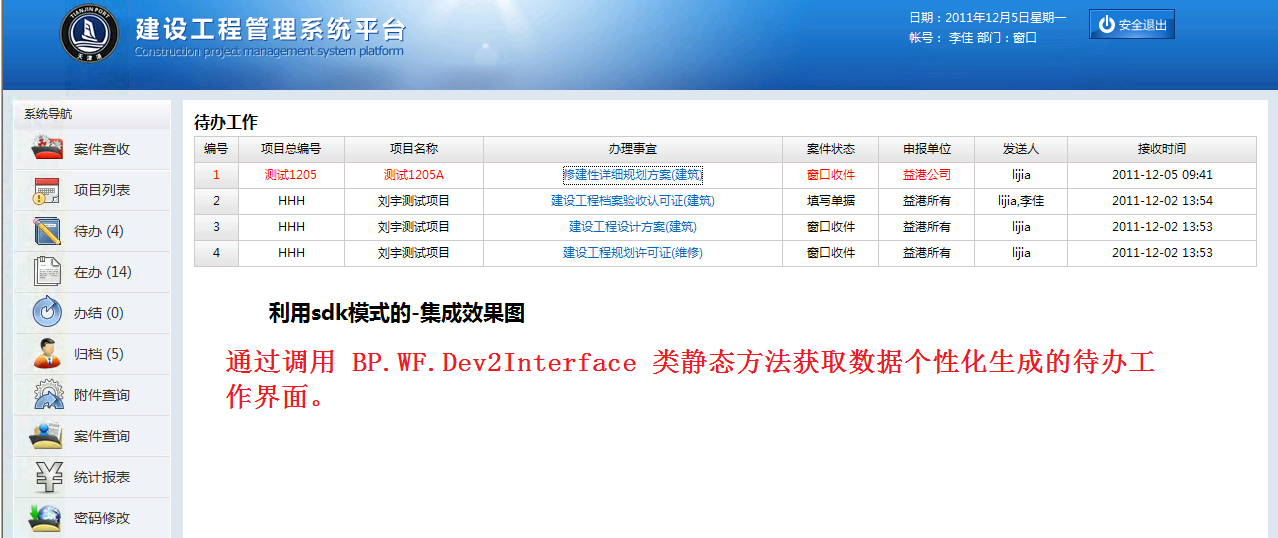 TIANJIN PORT
天津港
建设工程管理系统平台
Construction project management system platform
日期：2011年12月5日星期一
帐号： 李佳 部门：窗口
安全退出
系统导航
案件查收
项目列表
待办 (4)
在办 (14)
办结 (0)
归档 (5)
附件查询
案件查询
统计报表
密码修改
待办工作
编号 项目总编号 项目名称 办理事宜 案件状态 申报单位 发送人 接收时间
1 测试1205 测试1205A 修建性详细规划方案(建筑) 窗口收件 益港公司 lijia 2011-12-05 09:41
2 HHH 刘宇测试项目 建设工程档案验收认可证(建筑) 填写单据 益港所有 lijia,李佳 2011-12-02 13:54
3 HHH 刘宇测试项目 建设工程设计方案(建筑) 窗口收件 益港所有 lijia 2011-12-02 13:53
4 HHH 刘宇测试项目 建设工程规划许可证(维修) 窗口收件 益港所有 lijia 2011-12-02 13:53
利用sdk模式的-集成效果图
通过调用 BP.WF.Dev2Interface 类静态方法获取数据个性化生成的待办工
作界面。